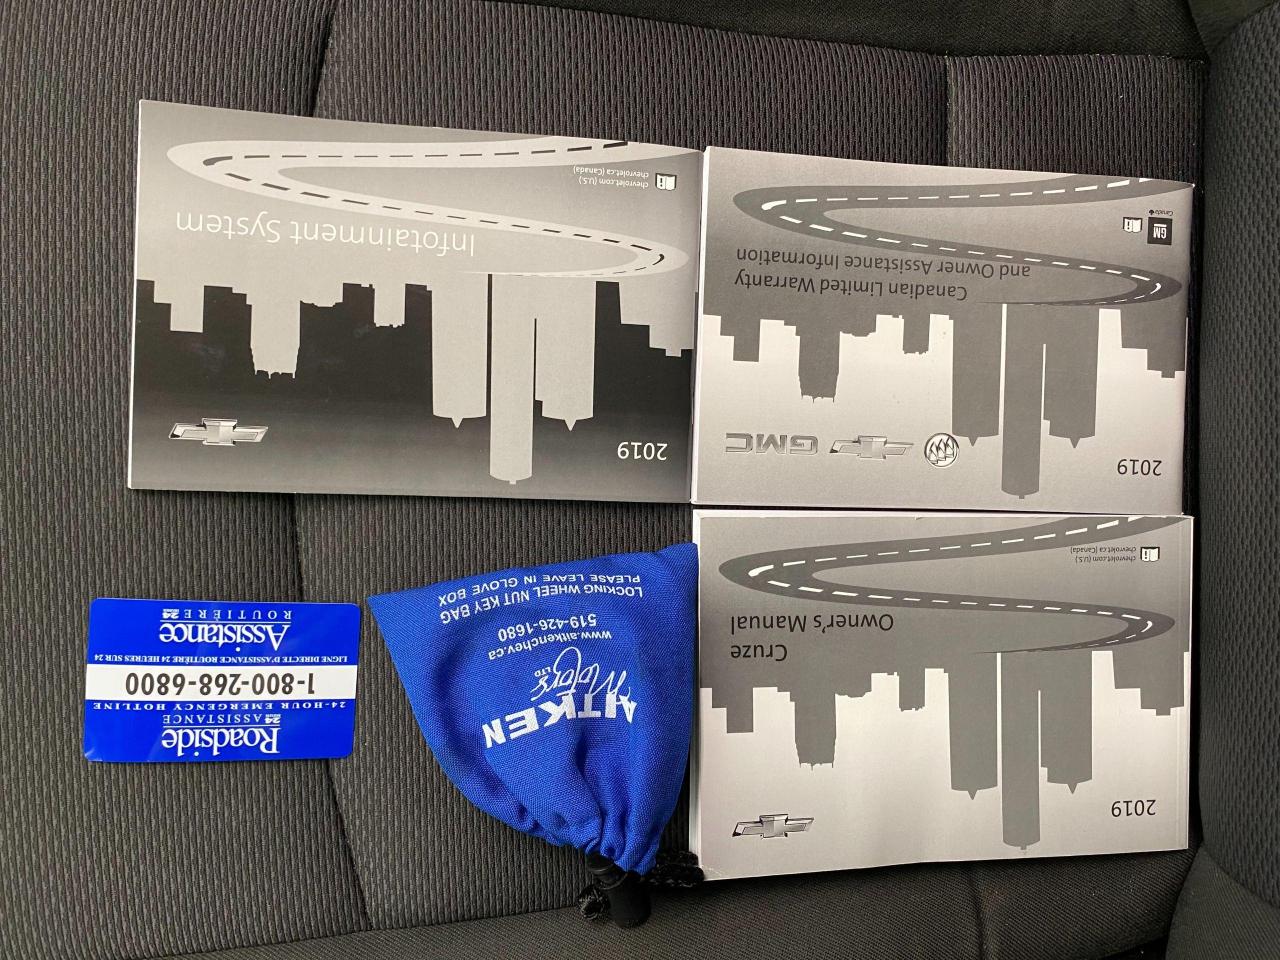 2019
Cruze
Owner's Manual
chevrolet.com (U.S.)
chevrolet.ca (Canada)
AITKEN
Motors
LTD
www.aitkenchev.ca
519-426-1680
LOCKING WHEEL NUT KEY BAG
PLEASE LEAVE IN GLOVE BOX
Roadside
ASSISTANCE
24-HOUR EMERGENCY HOTLINE
1-800-268-6800
LIGNE DIRECTE D'ASSISTANCE ROUTIÈRE 24 HEURES SUR 24
Assistance
ROUTIÈRE
2019
GMC
Canadian Limited Warranty
and Owner Assistance Information
GM
Canada
2019
Infotainment System
chevrolet.com (U.S.)
chevrolet.ca (Canada)